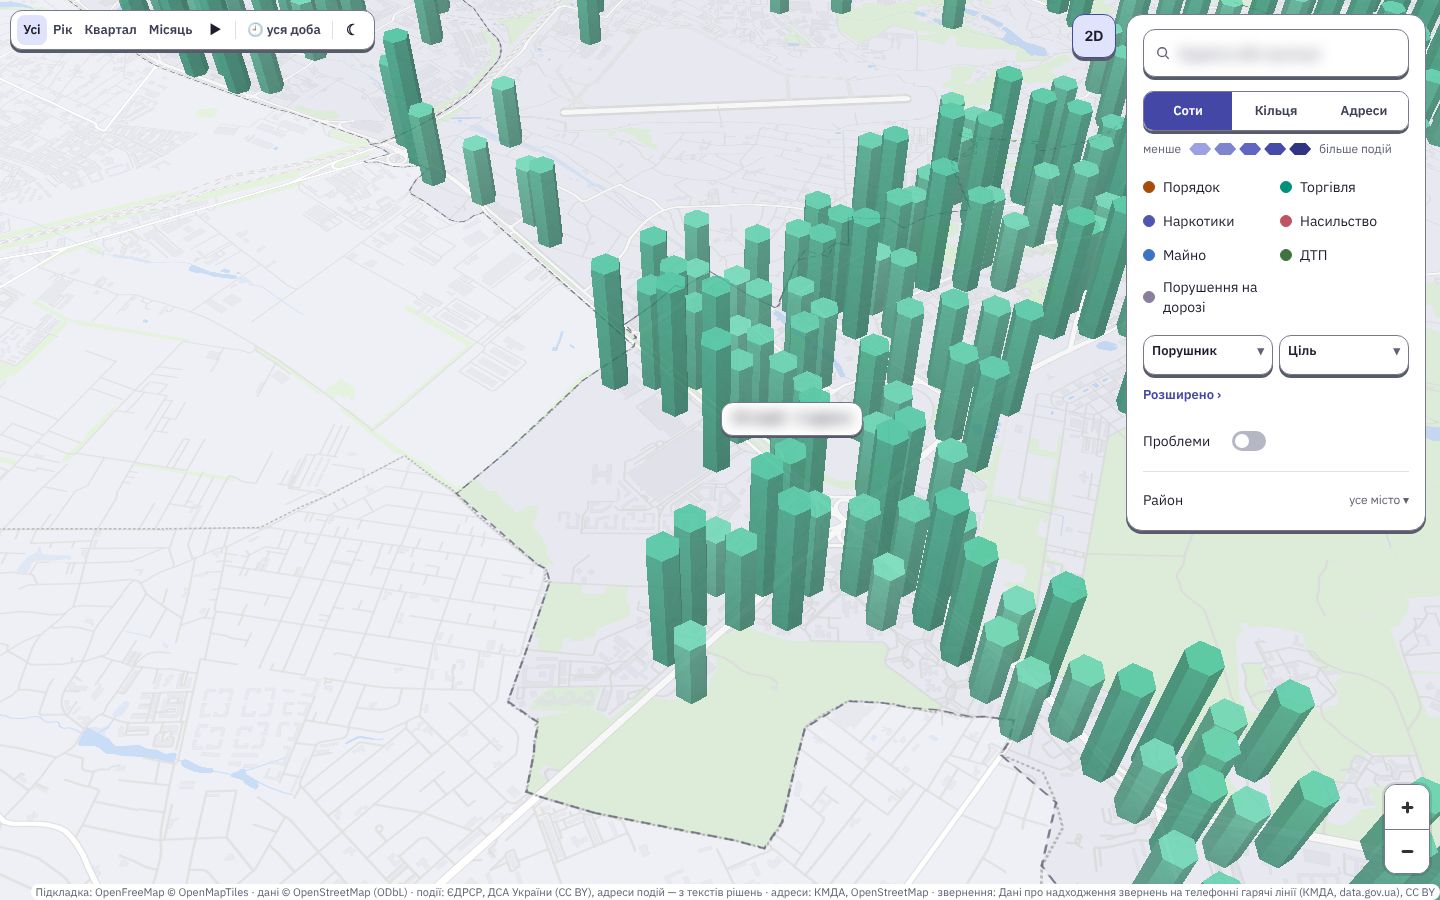 Усі Рік Квартал Місяць ▶ 🕘 уся доба ☾
2D
Соти Кільця Адреси
менше більше подій
Порядок Торгівля
Наркотики Насильство
Майно ДТП
Порушення на
дорозі
Порушник ▾ Ціль ▾
Розширено ›
Проблеми
Район усе місто ▾
+
−
Підкладка: OpenFreeMap © OpenMapTiles · дані © OpenStreetMap (ODbL) · події: ЄДРСР, ДСА України (CC BY), адреси подій — з текстів рішень · адреси: КМДА, OpenStreetMap · звернення: Дані про надходження звернень на телефонні гарячі лінії (КМДА, data.gov.ua), CC BY